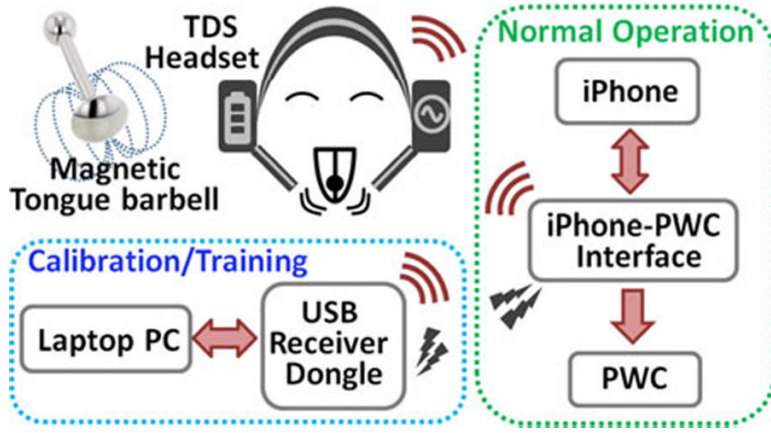 TDS
Headset
Magnetic
Tongue barbell
Calibration/Training
Laptop PC
USB
Receiver
Dongle
Normal Operation
iPhone
iPhone-PWC
Interface
PWC